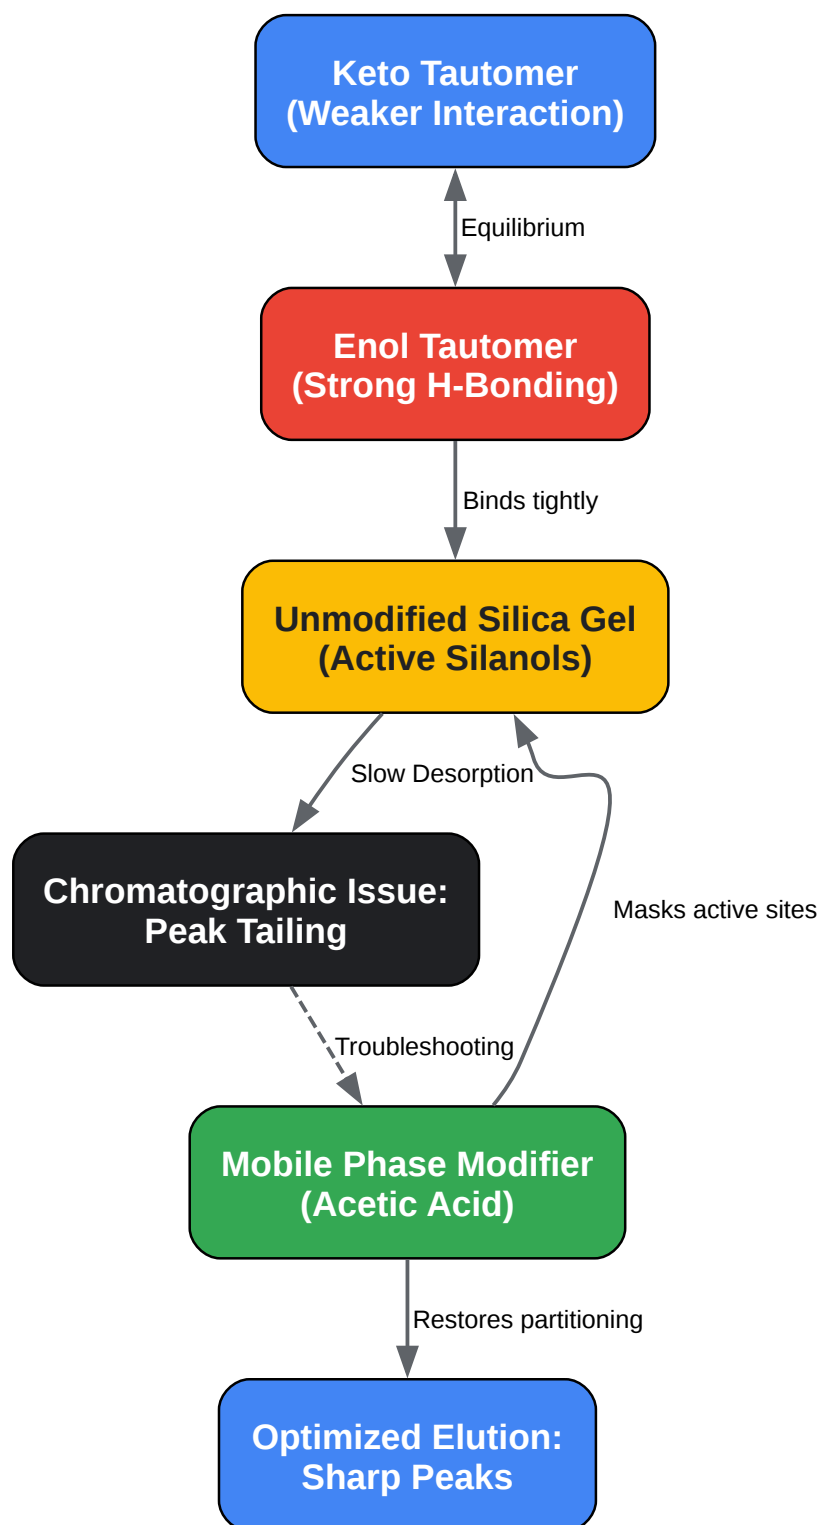 Keto Tautomer
(Weaker Interaction)
Equilibrium
Enol Tautomer
(Strong H-Bonding)
Binds tightly
Unmodified Silica Gel
(Active Silanols)
Slow Desorption
Chromatographic Issue:
Peak Tailing
Masks active sites
Troubleshooting
Mobile Phase Modifier
(Acetic Acid)
Restores partitioning
Optimized Elution:
Sharp Peaks